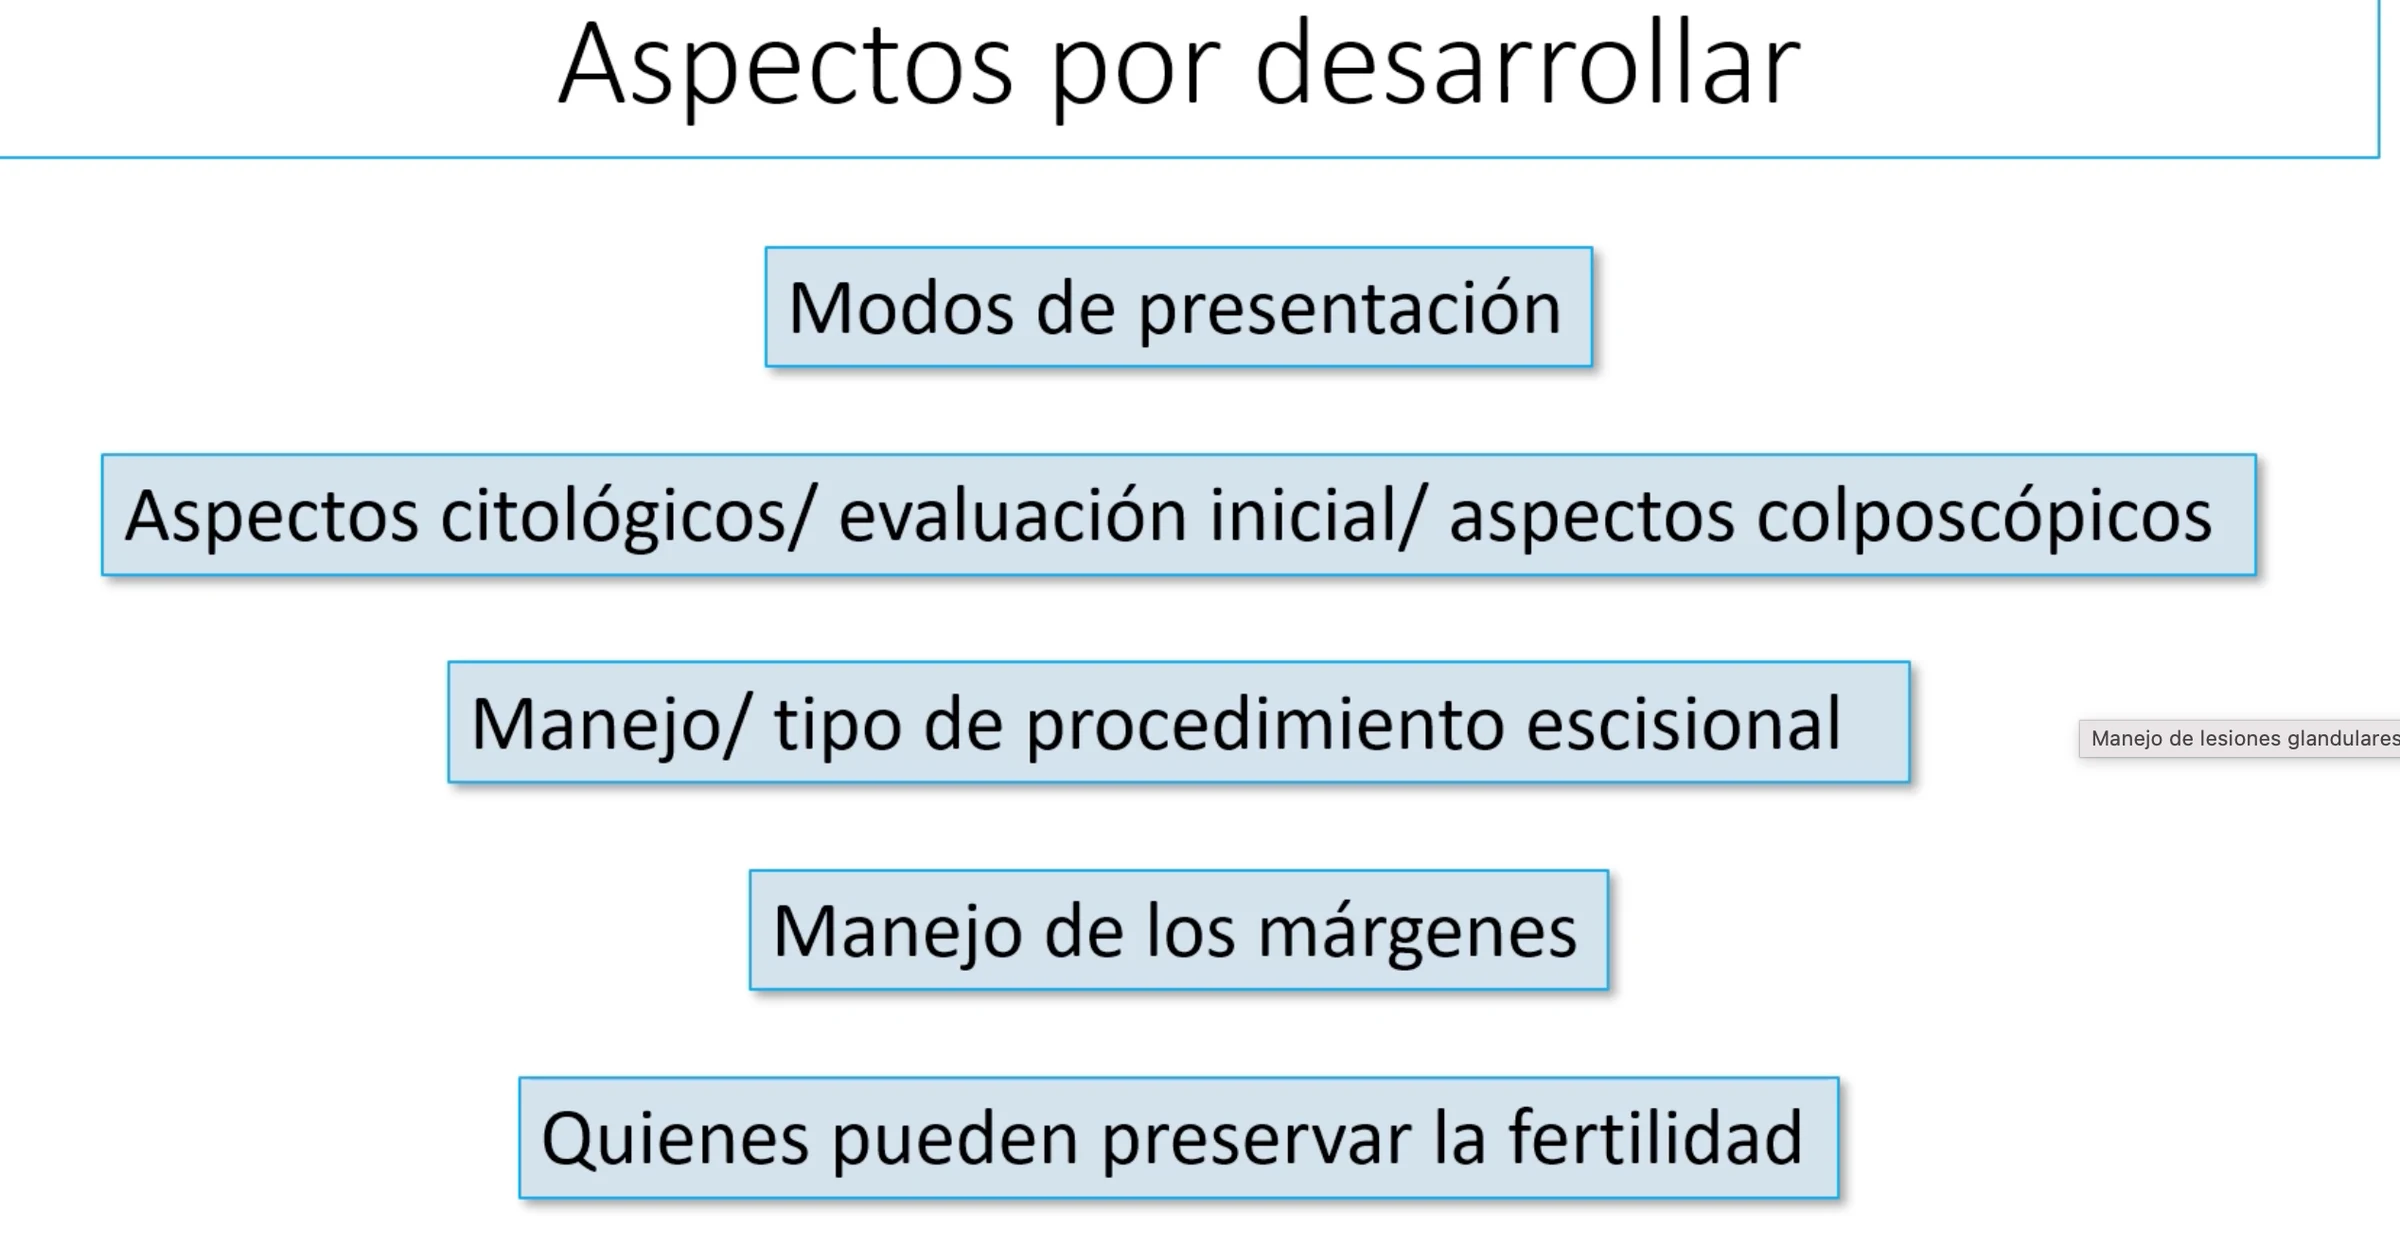 Aspectos por desarrollar
Modos de presentación
Aspectos citológicos/ evaluación inicial/ aspectos colposcópicos
Manejo/ tipo de procedimiento escisional
Manejo de lesiones glandulares
Manejo de los márgenes
Quienes pueden preservar la fertilidad